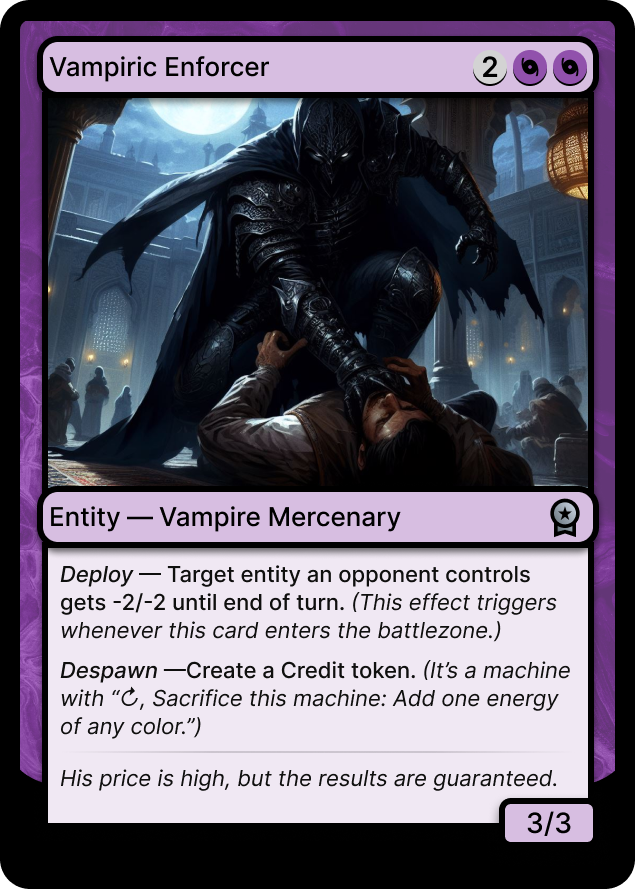 Vampiric Enforcer 2
Entity — Vampire Mercenary
Deploy — Target entity an opponent controls
gets -2/-2 until end of turn. (This effect triggers
whenever this card enters the battlezone.)
Despawn —Create a Credit token. (It’s a machine
with “↻, Sacrifice this machine: Add one energy
of any color.”)
His price is high, but the results are guaranteed.
3/3